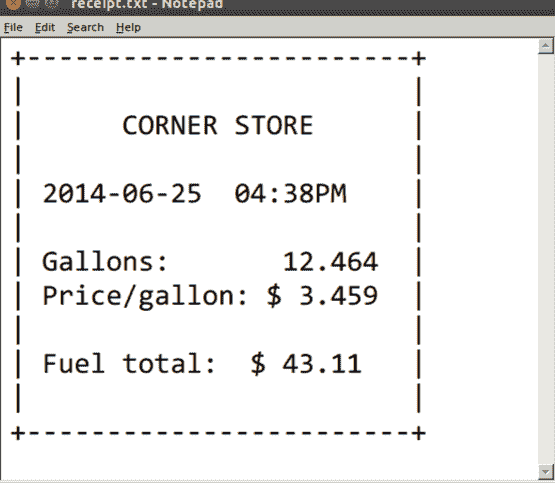 receipt.txt - Notepad
File Edit Search Help
+------------------------+
|                        |
|      CORNER STORE      |
|                        |
| 2014-06-25  04:38PM    |
|                        |
| Gallons:       12.464  |
| Price/gallon: $ 3.459  |
|                        |
| Fuel total:  $ 43.11   |
|                        |
+------------------------+